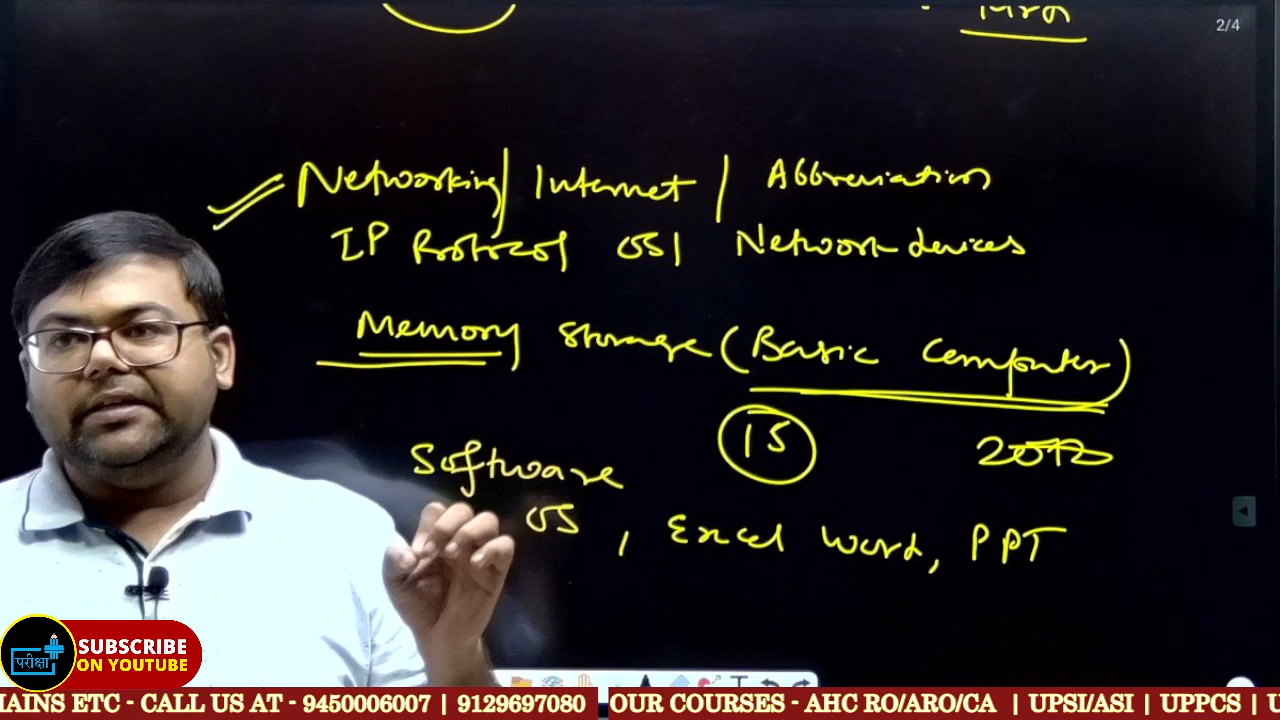 2/4
Networking/ Internet / Abbreviation
IP Protocol OSI Network devices
Memory Storage (Basic Computer)
15
Software
OS, Excel Word, PPT
परीक्षा
SUBSCRIBE
ON YOUTUBE
MAINS ETC - CALL US AT - 9450006007 | 9129697080 OUR COURSES - AHC RO/ARO/CA | UPSI/ASI | UPPCS | U